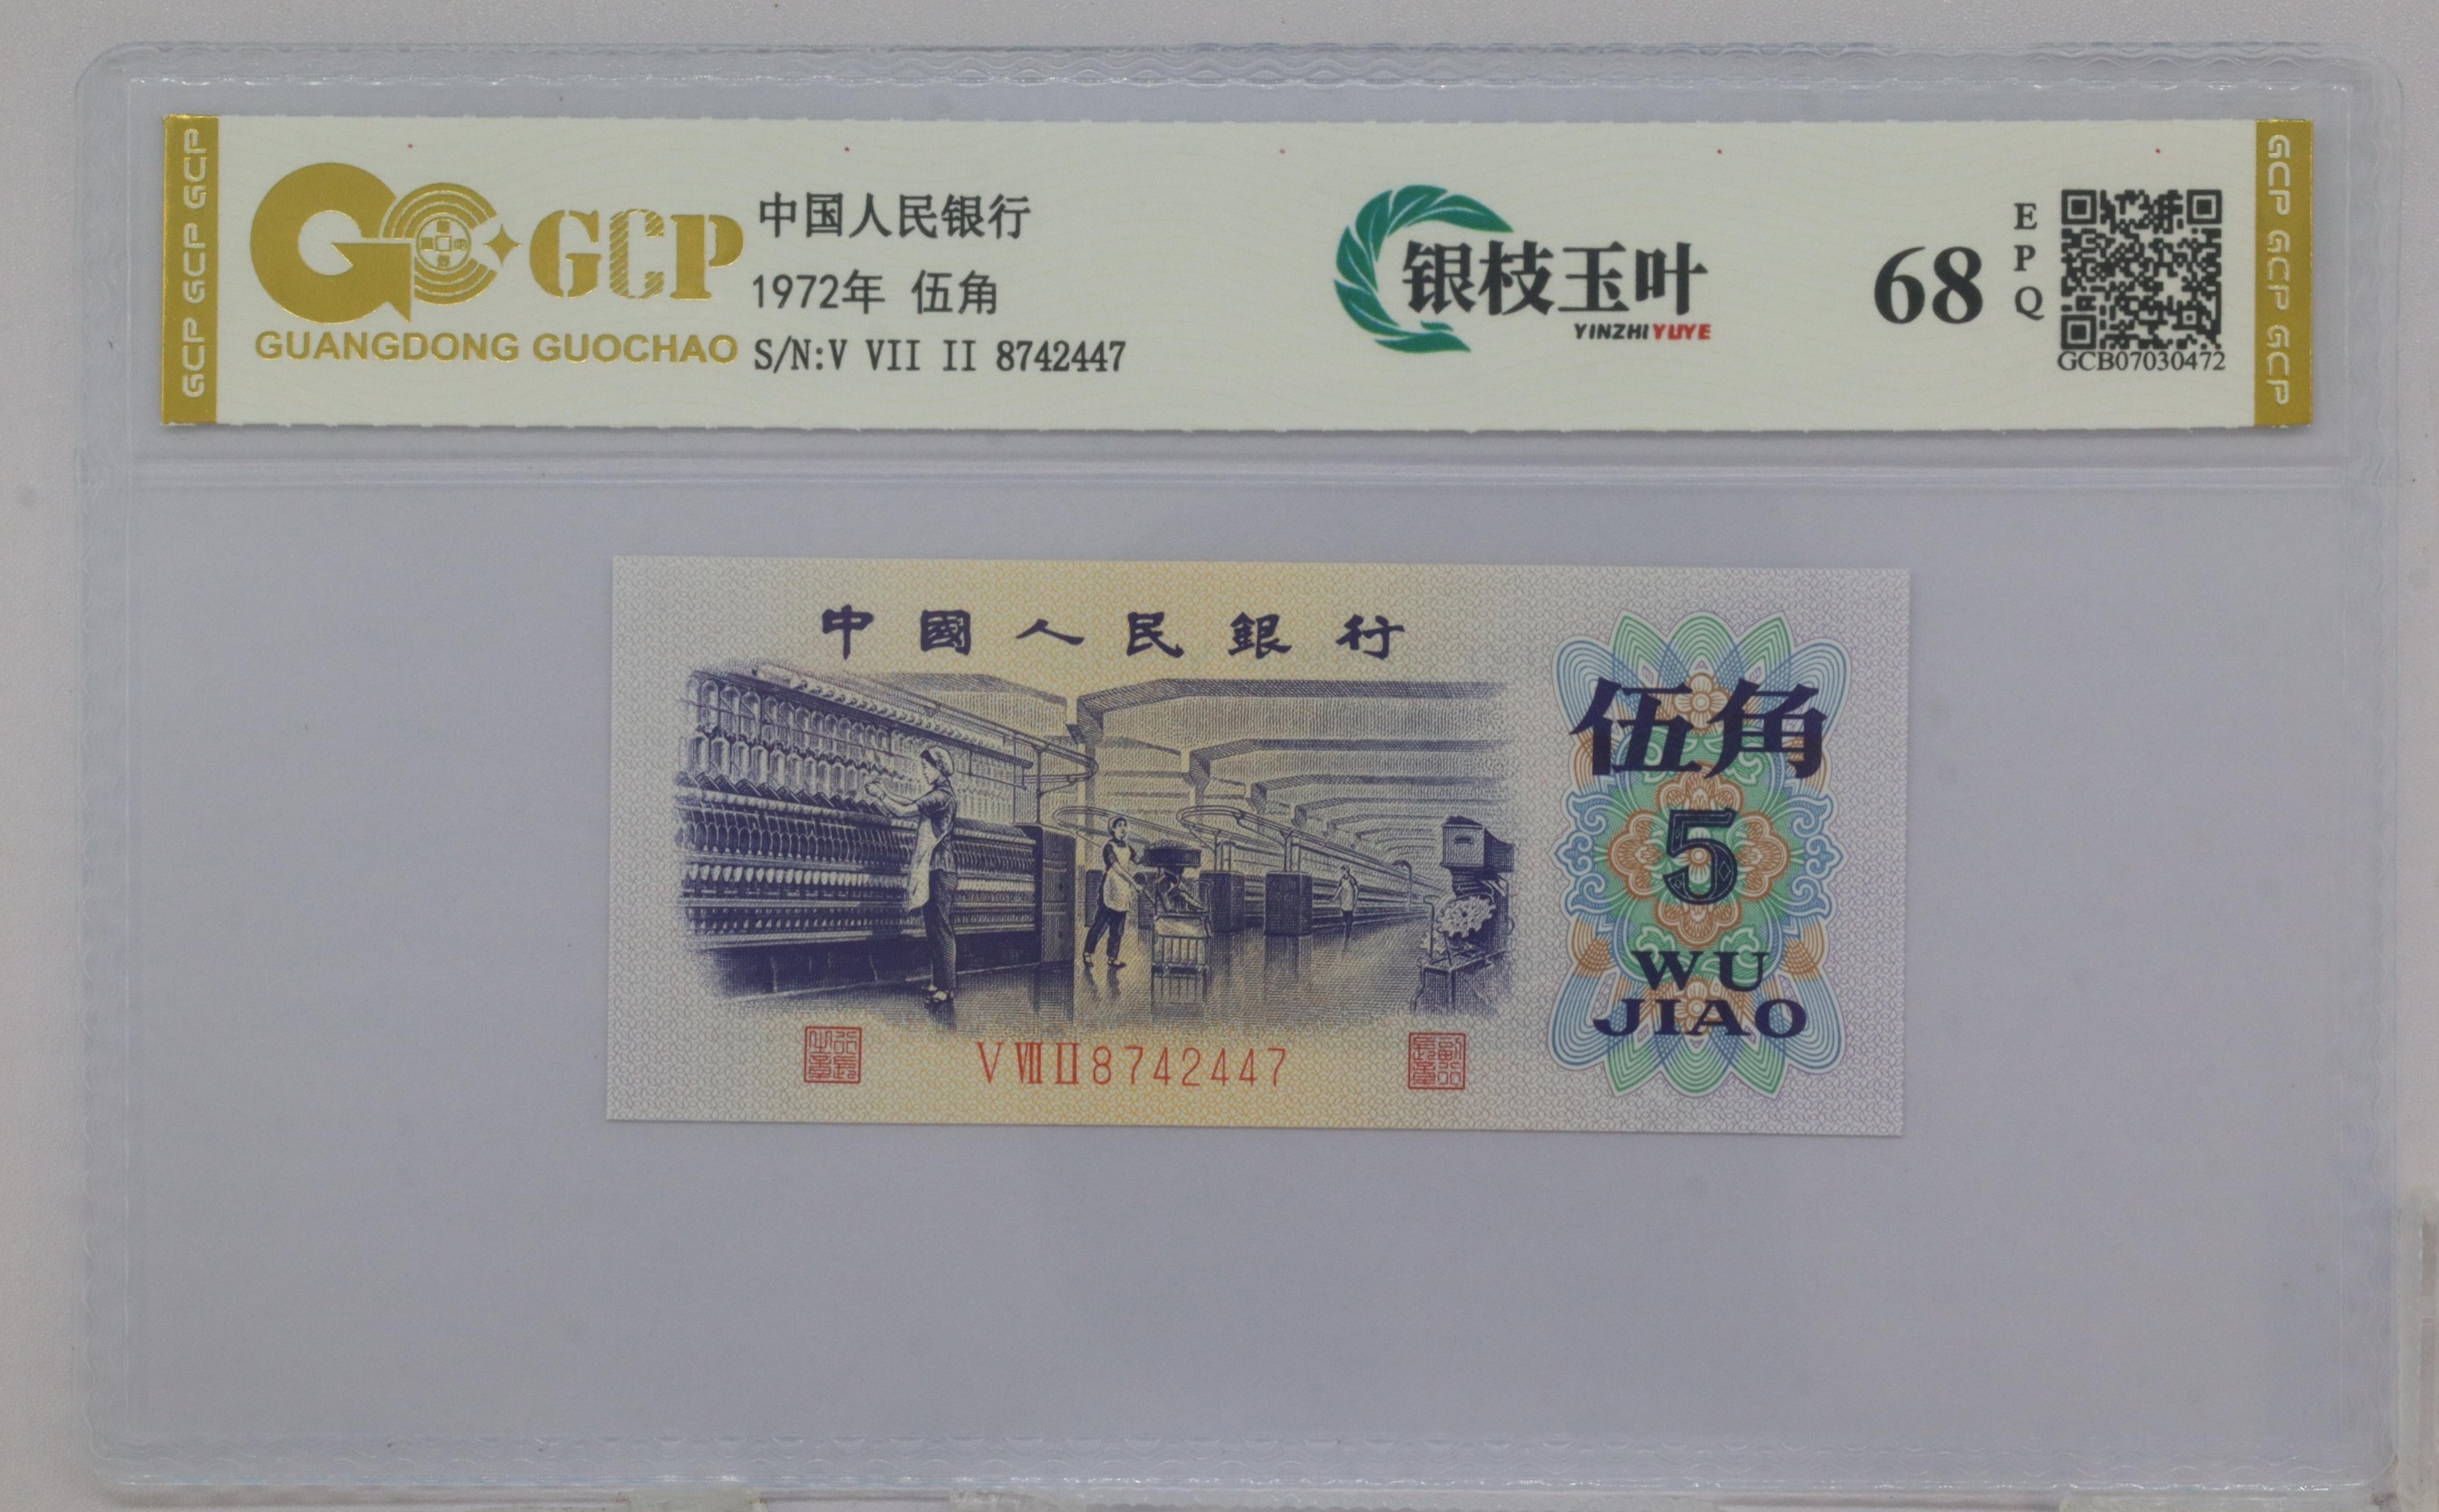 GCP GCP GCP
GCP
GUANGDONG GUOCHAO
中国人民银行
1972年 伍角
S/N:V VII II 8742447
银枝玉叶
YINZHIYUYE
68
EPQ
GCB07030472
GCP GCP GCP
中國人民銀行
伍角
5
WU
JIAO
V VII II 8742447